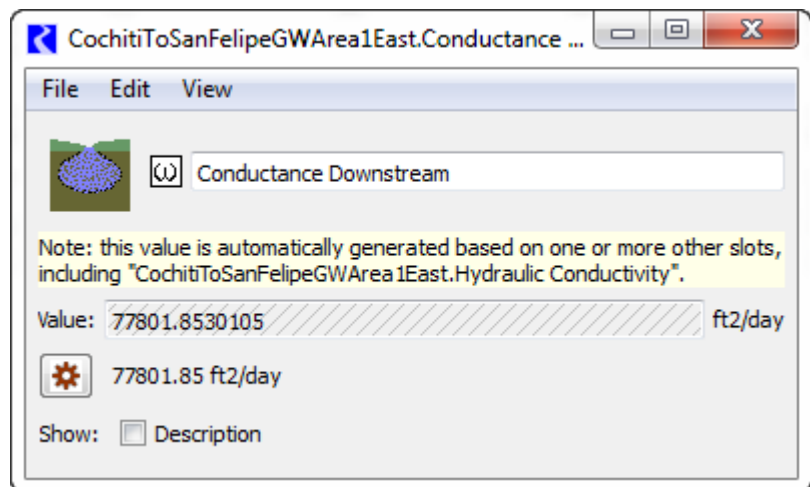 CochitiToSanFelipeGWArea1East.Conductance ...
File Edit View
ω Conductance Downstream
Note: this value is automatically generated based on one or more other slots,
including "CochitiToSanFelipeGWArea1East.Hydraulic Conductivity".
Value: 77801.8530105 ft2/day
77801.85 ft2/day
Show: Description